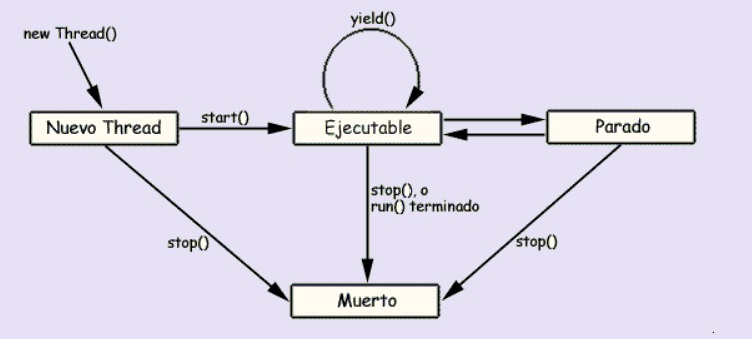 yield()
new Thread()
start()
Nuevo Thread
Ejecutable
Parado
stop(), o
run() terminado
stop()
stop()
Muerto